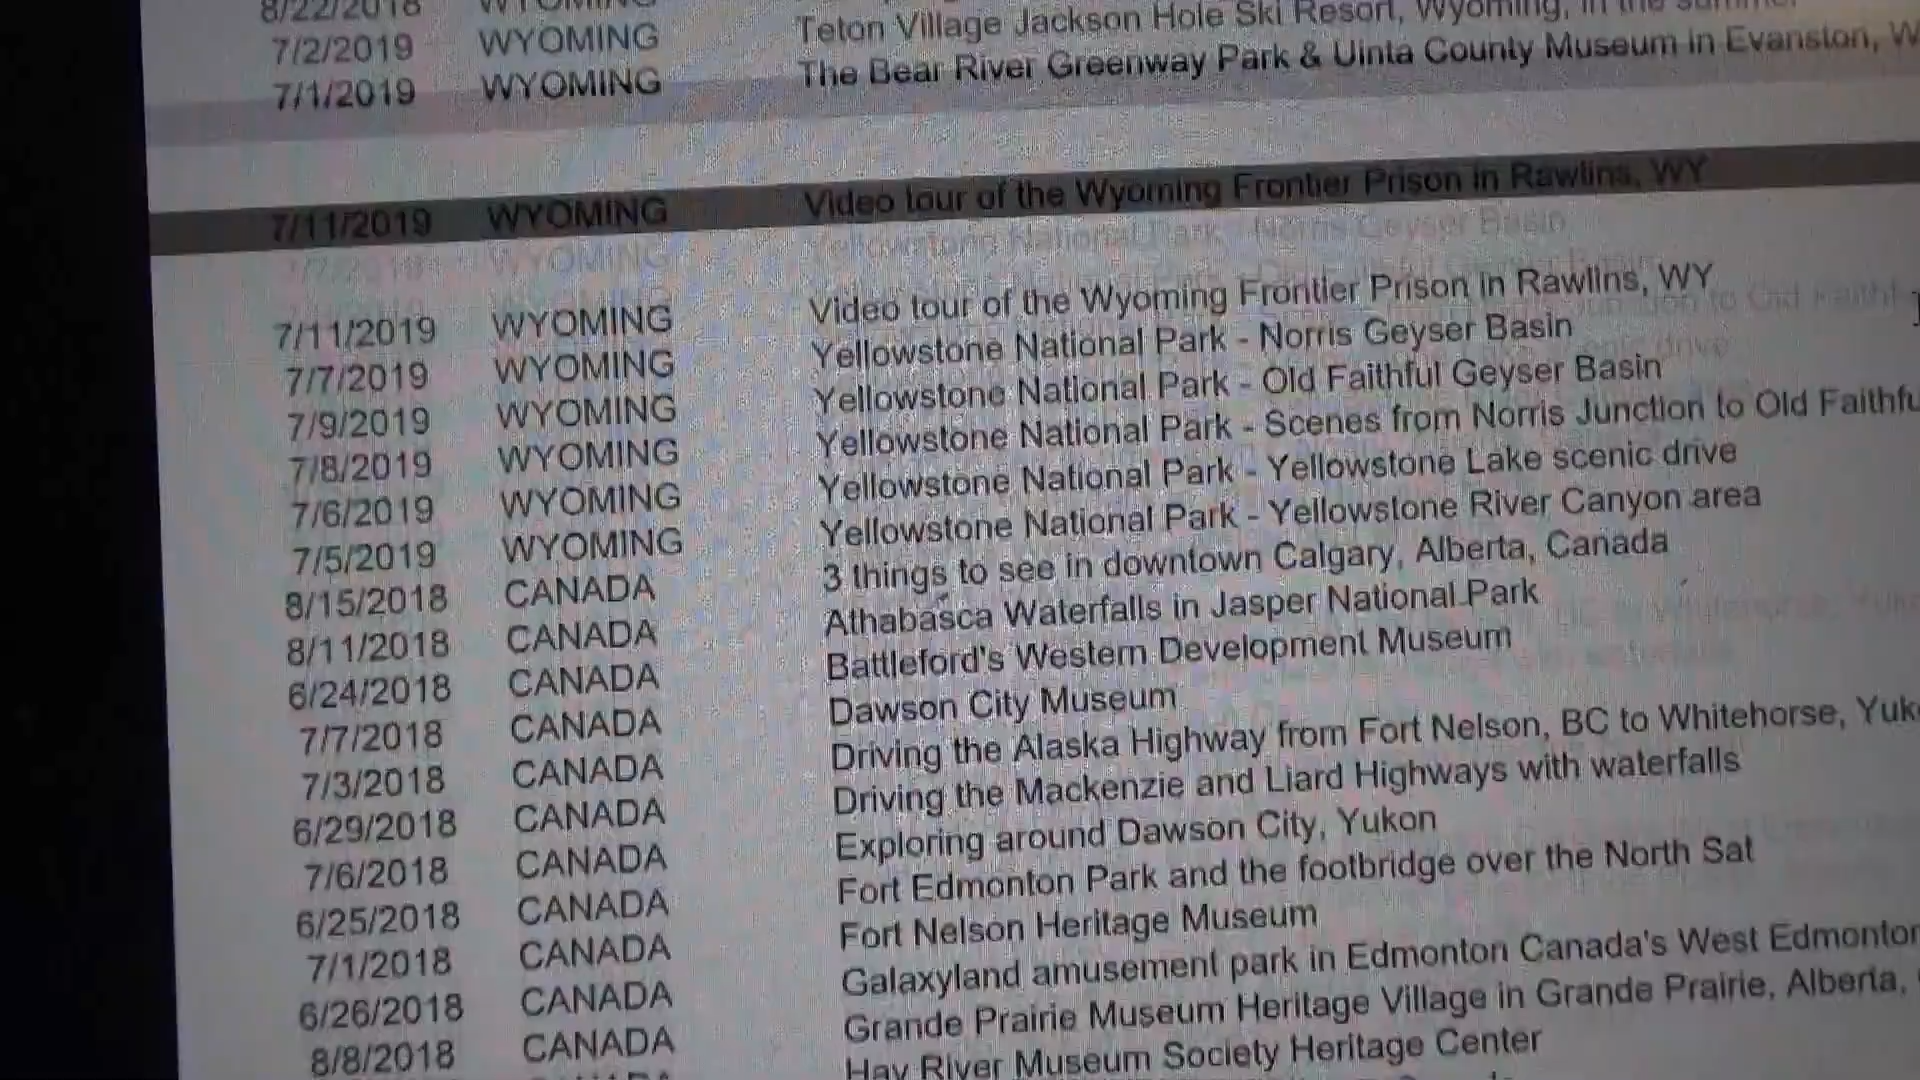 8/22/2018 WYOMING
7/2/2019 WYOMING Teton Village Jackson Hole Ski Resort, Wyoming, in the summer
7/1/2019 WYOMING The Bear River Greenway Park & Uinta County Museum in Evanston, W
7/11/2019 WYOMING Video tour of the Wyoming Frontier Prison in Rawlins, WY
7/11/2019 WYOMING Video tour of the Wyoming Frontier Prison in Rawlins, WY
7/7/2019 WYOMING Yellowstone National Park - Norris Geyser Basin
7/9/2019 WYOMING Yellowstone National Park - Old Faithful Geyser Basin
7/8/2019 WYOMING Yellowstone National Park - Scenes from Norris Junction to Old Faithfu
7/6/2019 WYOMING Yellowstone National Park - Yellowstone Lake scenic drive
7/5/2019 WYOMING Yellowstone National Park - Yellowstone River Canyon area
8/15/2018 CANADA 3 things to see in downtown Calgary, Alberta, Canada
8/11/2018 CANADA Athabasca Waterfalls in Jasper National Park
6/24/2018 CANADA Battleford's Western Development Museum
7/7/2018 CANADA Dawson City Museum
7/3/2018 CANADA Driving the Alaska Highway from Fort Nelson, BC to Whitehorse, Yuk
6/29/2018 CANADA Driving the Mackenzie and Liard Highways with waterfalls
7/6/2018 CANADA Exploring around Dawson City, Yukon
6/25/2018 CANADA Fort Edmonton Park and the footbridge over the North Sat
7/1/2018 CANADA Fort Nelson Heritage Museum
6/26/2018 CANADA Galaxyland amusement park in Edmonton Canada's West Edmonton
8/8/2018 CANADA Grande Prairie Museum Heritage Village in Grande Prairie, Alberta,
Hay River Museum Society Heritage Center